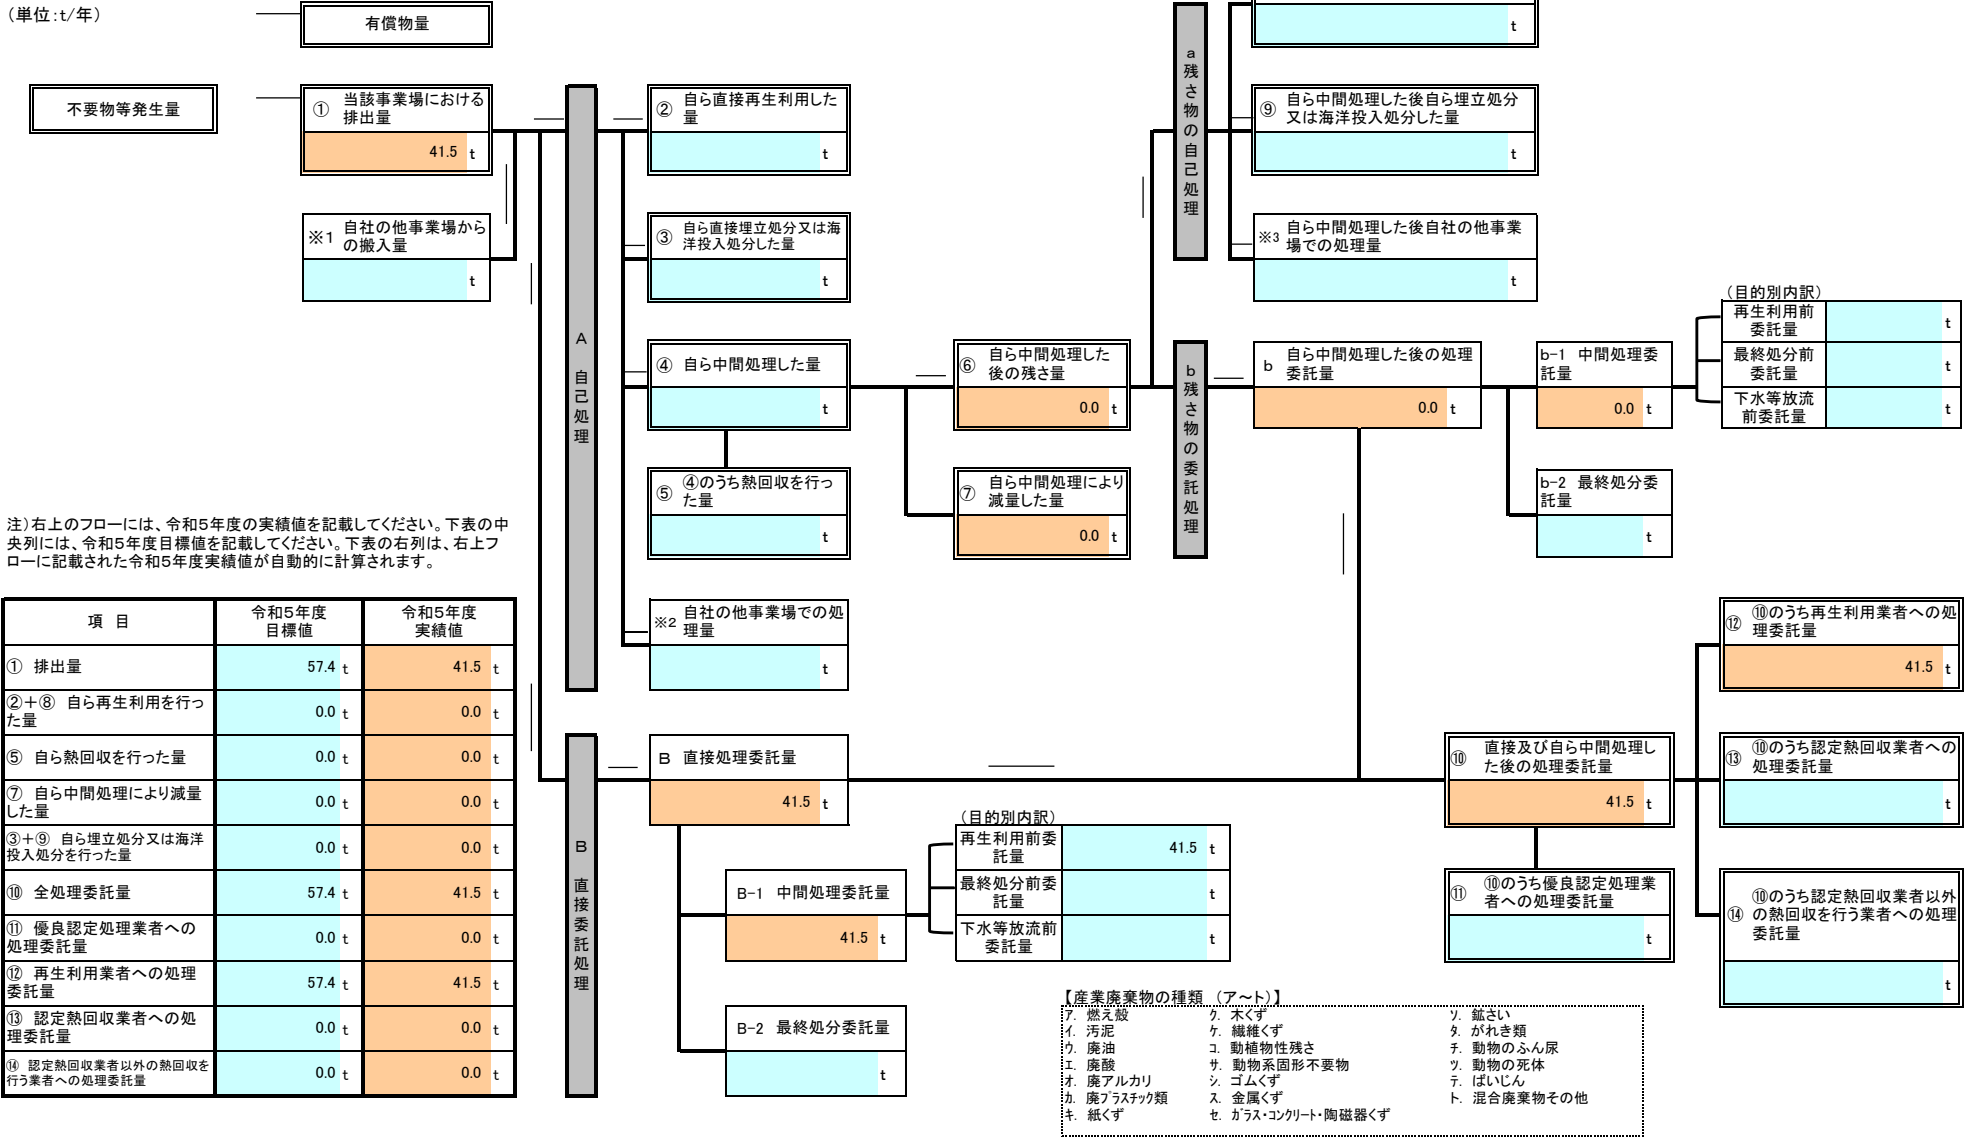 （単位：t/年）
有償物量
不要物等発生量
① 当該事業場における
排出量
41.5 t
※1 自社の他事業場から
の搬入量
t
A 自己処理
② 自ら直接再生利用した
量
t
③ 自ら直接埋立処分又は海
洋投入処分した量
t
④ 自ら中間処理した量
t
⑤ ④のうち熱回収を行っ
た量
t
※2 自社の他事業場での処
理量
t
⑥ 自ら中間処理した
後の残さ量
0.0 t
⑦ 自ら中間処理により
減量した量
0.0 t
a 残さ物の自己処理
t
⑨ 自ら中間処理した後自ら埋立処分
又は海洋投入処分した量
t
※3 自ら中間処理した後自社の他事業
場での処理量
t
b 残さ物の委託処理
b 自ら中間処理した後の処理
委託量
0.0 t
b-1 中間処理委
託量
0.0 t
b-2 最終処分委
託量
t
（目的別内訳）
再生利用前
委託量
t
最終処分前
委託量
t
下水等放流
前委託量
t
注）右上のフローには、令和5年度の実績値を記載してください。下表の中
央列には、令和5年度目標値を記載してください。下表の右列は、右上フ
ローに記載された令和5年度実績値が自動的に計算されます。
項 目 令和5年度 目標値 令和5年度 実績値
① 排出量 57.4 t 41.5 t
②＋⑧ 自ら再生利用を行っ
た量 0.0 t 0.0 t
⑤ 自ら熱回収を行った量 0.0 t 0.0 t
⑦ 自ら中間処理により減量
した量 0.0 t 0.0 t
③＋⑨ 自ら埋立処分又は海洋
投入処分を行った量 0.0 t 0.0 t
⑩ 全処理委託量 57.4 t 41.5 t
⑪ 優良認定処理業者への
処理委託量 0.0 t 0.0 t
⑫ 再生利用業者への処理
委託量 57.4 t 41.5 t
⑬ 認定熱回収業者への処
理委託量 0.0 t 0.0 t
⑭ 認定熱回収業者以外の熱回収を
行う業者への処理委託量 0.0 t 0.0 t
B 直接委託処理
B 直接処理委託量
41.5 t
B-1 中間処理委託量
41.5 t
B-2 最終処分委託量
t
（目的別内訳）
再生利用前委
託量
41.5 t
最終処分前委
託量
t
下水等放流前
委託量
t
⑩ 直接及び自ら中間処理し
た後の処理委託量
41.5 t
⑪ ⑩のうち優良認定処理業
者への処理委託量
t
⑫ ⑩のうち再生利用業者への処
理委託量
41.5 t
⑬ ⑩のうち認定熱回収業者への
処理委託量
t
⑭ ⑩のうち認定熱回収業者以外
の熱回収を行う業者への処理
委託量
t
【産業廃棄物の種類 （ア～ト）】
ア. 燃え殻
イ. 汚泥
ウ. 廃油
エ. 廃酸
オ. 廃アルカリ
カ. 廃プラスチック類
キ. 紙くず
ク. 木くず
ケ. 繊維くず
コ. 動植物性残さ
サ. 動物系固形不要物
シ. ゴムくず
ス. 金属くず
セ. ガラス・コンクリート・陶磁器くず
ソ. 鉱さい
タ. がれき類
チ. 動物のふん尿
ツ. 動物の死体
テ. ばいじん
ト. 混合廃棄物その他